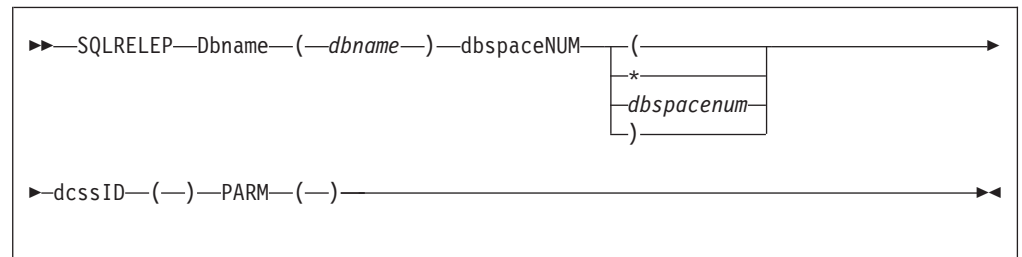 SQLRELEP Dbname ( dbname ) dbspaceNUM (
*
dbspacenum
)
dcssID ( ) PARM ( )